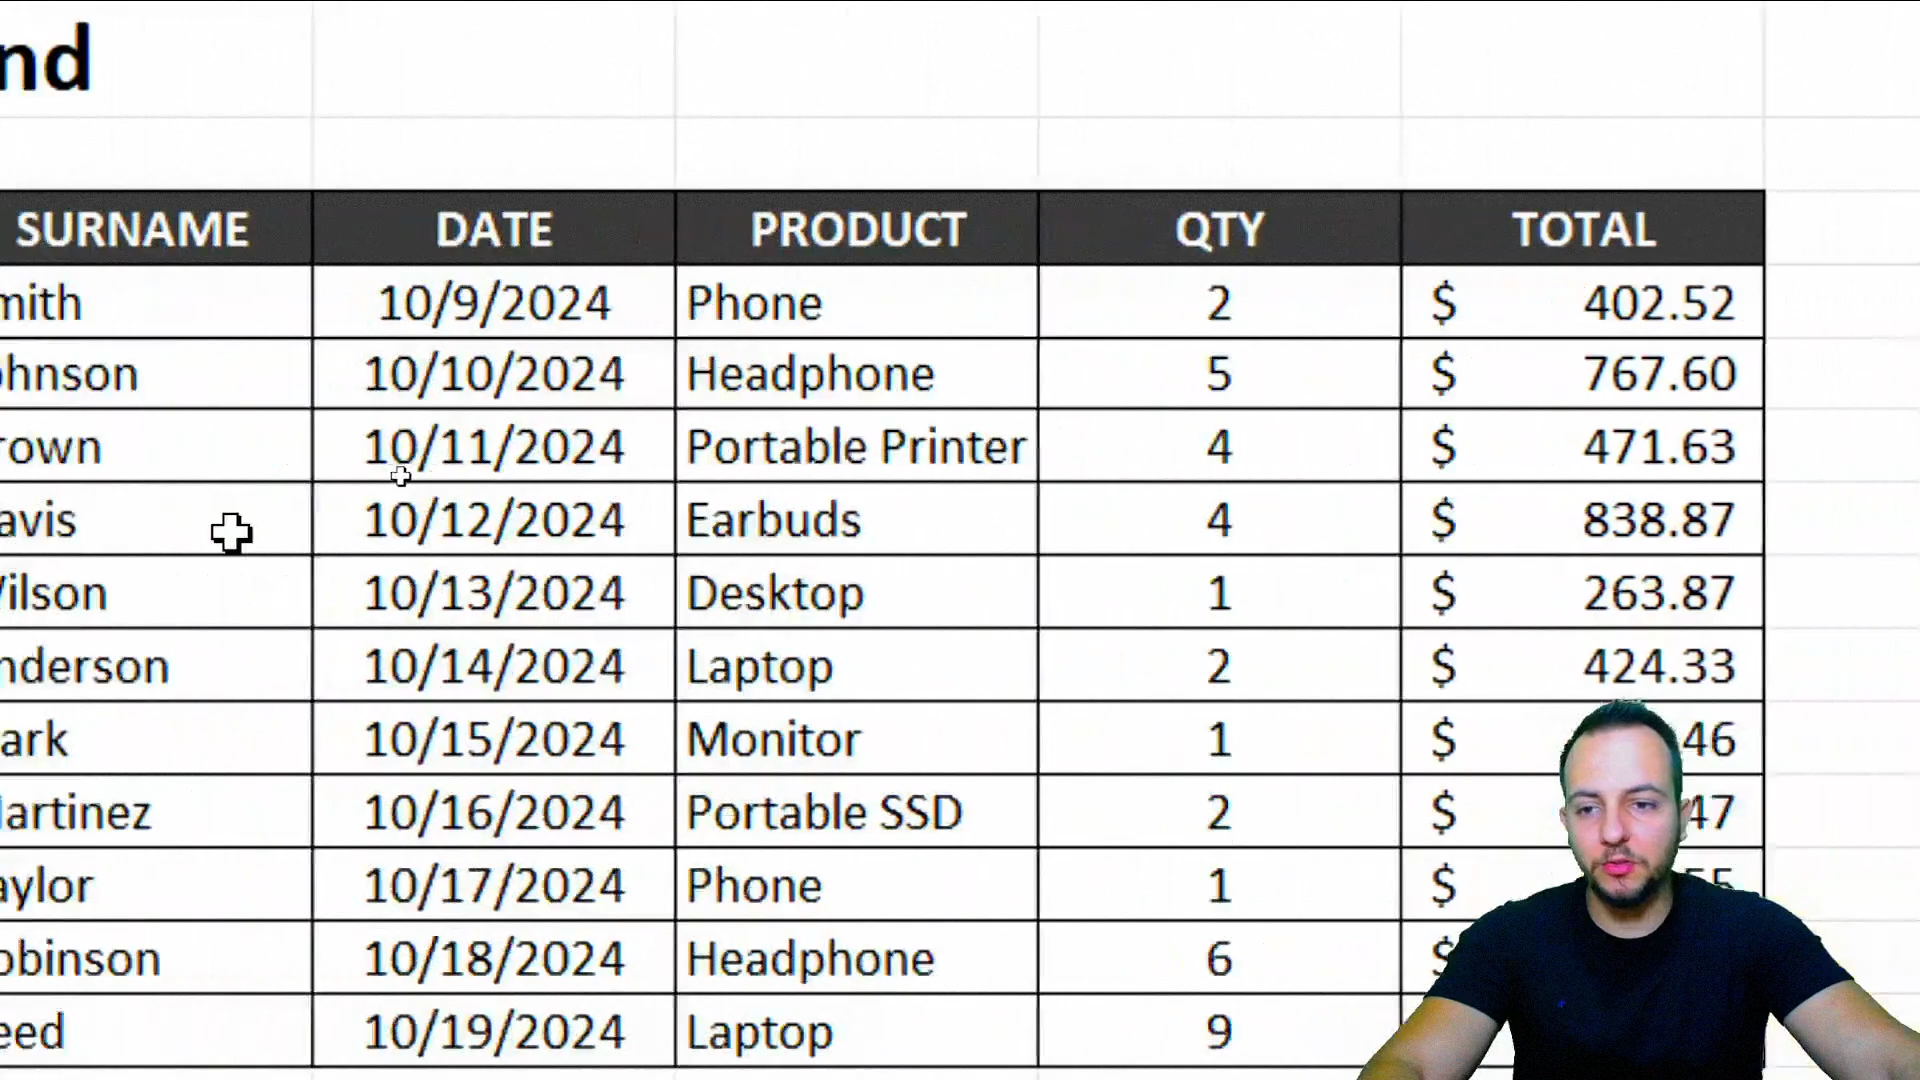 nd
SURNAME DATE PRODUCT QTY TOTAL
mith 10/9/2024 Phone 2 $ 402.52
ohnson 10/10/2024 Headphone 5 $ 767.60
rown 10/11/2024 Portable Printer 4 $ 471.63
avis 10/12/2024 Earbuds 4 $ 838.87
Wilson 10/13/2024 Desktop 1 $ 263.87
nderson 10/14/2024 Laptop 2 $ 424.33
ark 10/15/2024 Monitor 1 $ 46
Martinez 10/16/2024 Portable SSD 2 $ 47
aylor 10/17/2024 Phone 1 $
obinson 10/18/2024 Headphone 6 $
eed 10/19/2024 Laptop 9